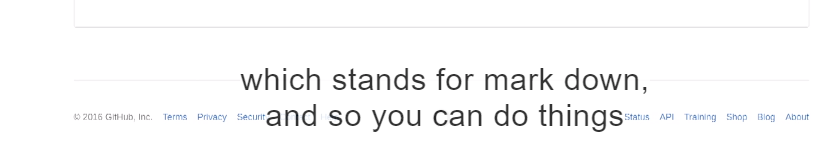 which stands for mark down,
and so you can do things
© 2016 GitHub, Inc. Terms Privacy Status API Training Shop Blog About